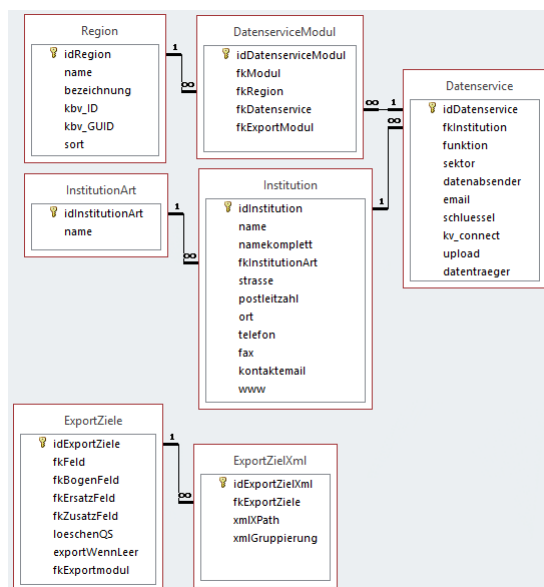 Region
idRegion
name
bezeichnung
kbv_ID
kbv_GUID
sort
1
∞
DatenserviceModul
idDatenserviceModul
fkModul
fkRegion
fkDatenservice
fkExportModul
∞
1
Datenservice
idDatenservice
fkInstitution
funktion
sektor
datenabsender
email
schluessel
kv_connect
upload
datentraeger
∞
1
InstitutionArt
idInstitutionArt
name
1
∞
Institution
idInstitution
name
namekomplett
fkInstitutionArt
strasse
postleitzahl
ort
telefon
fax
kontaktemail
www
ExportZiele
idExportZiele
fkFeld
fkBogenFeld
fkErsatzFeld
fkZusatzFeld
loeschenQS
exportWennLeer
fkExportmodul
1
∞
ExportZielXml
idExportZielXml
fkExportZiele
xmlXPath
xmlGruppierung